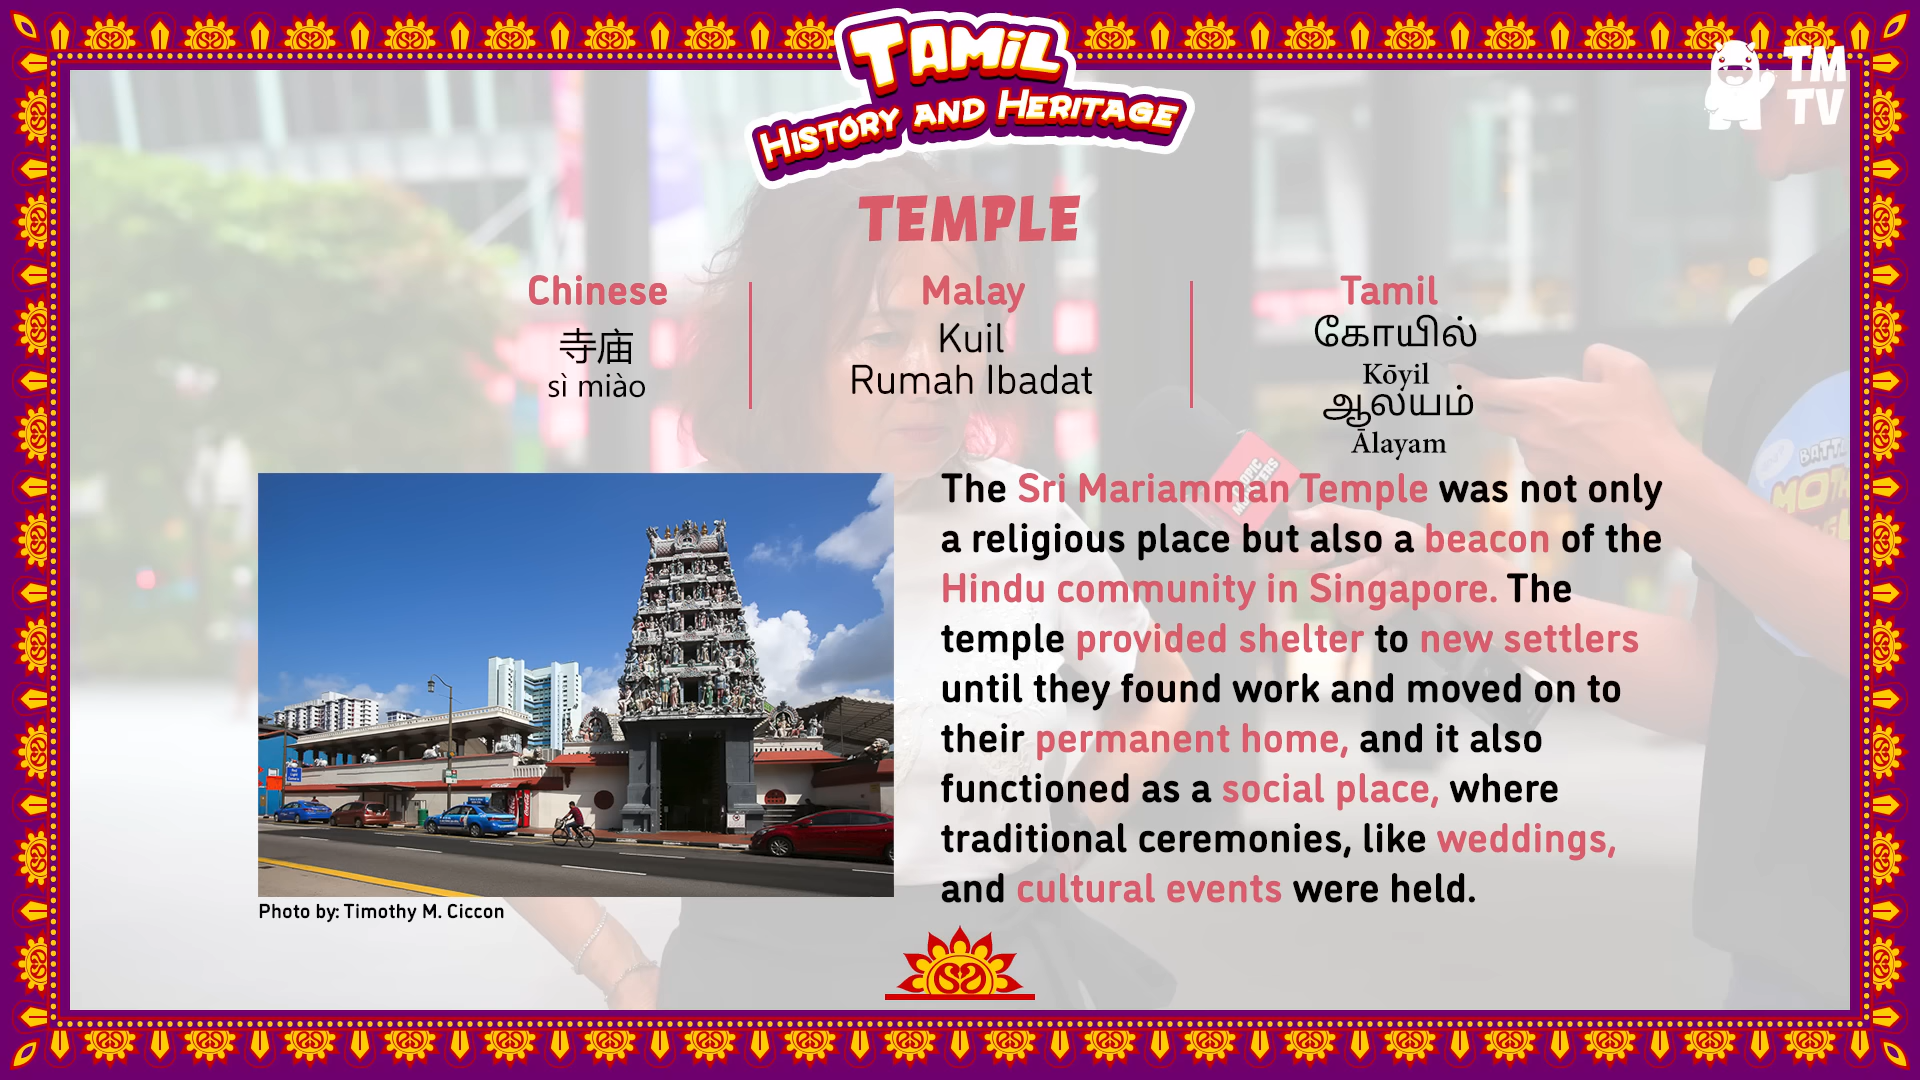 TAMIL
HISTORY AND HERITAGE
TM
TV
TEMPLE
Chinese
寺庙
sì miào
Malay
Kuil
Rumah Ibadat
Tamil
கோயில்
Kōyil
ஆலயம்
Ālayam
The Sri Mariamman Temple was not only
a religious place but also a beacon of the
Hindu community in Singapore. The
temple provided shelter to new settlers
until they found work and moved on to
their permanent home, and it also
functioned as a social place, where
traditional ceremonies, like weddings,
and cultural events were held.
Photo by: Timothy M. Ciccon